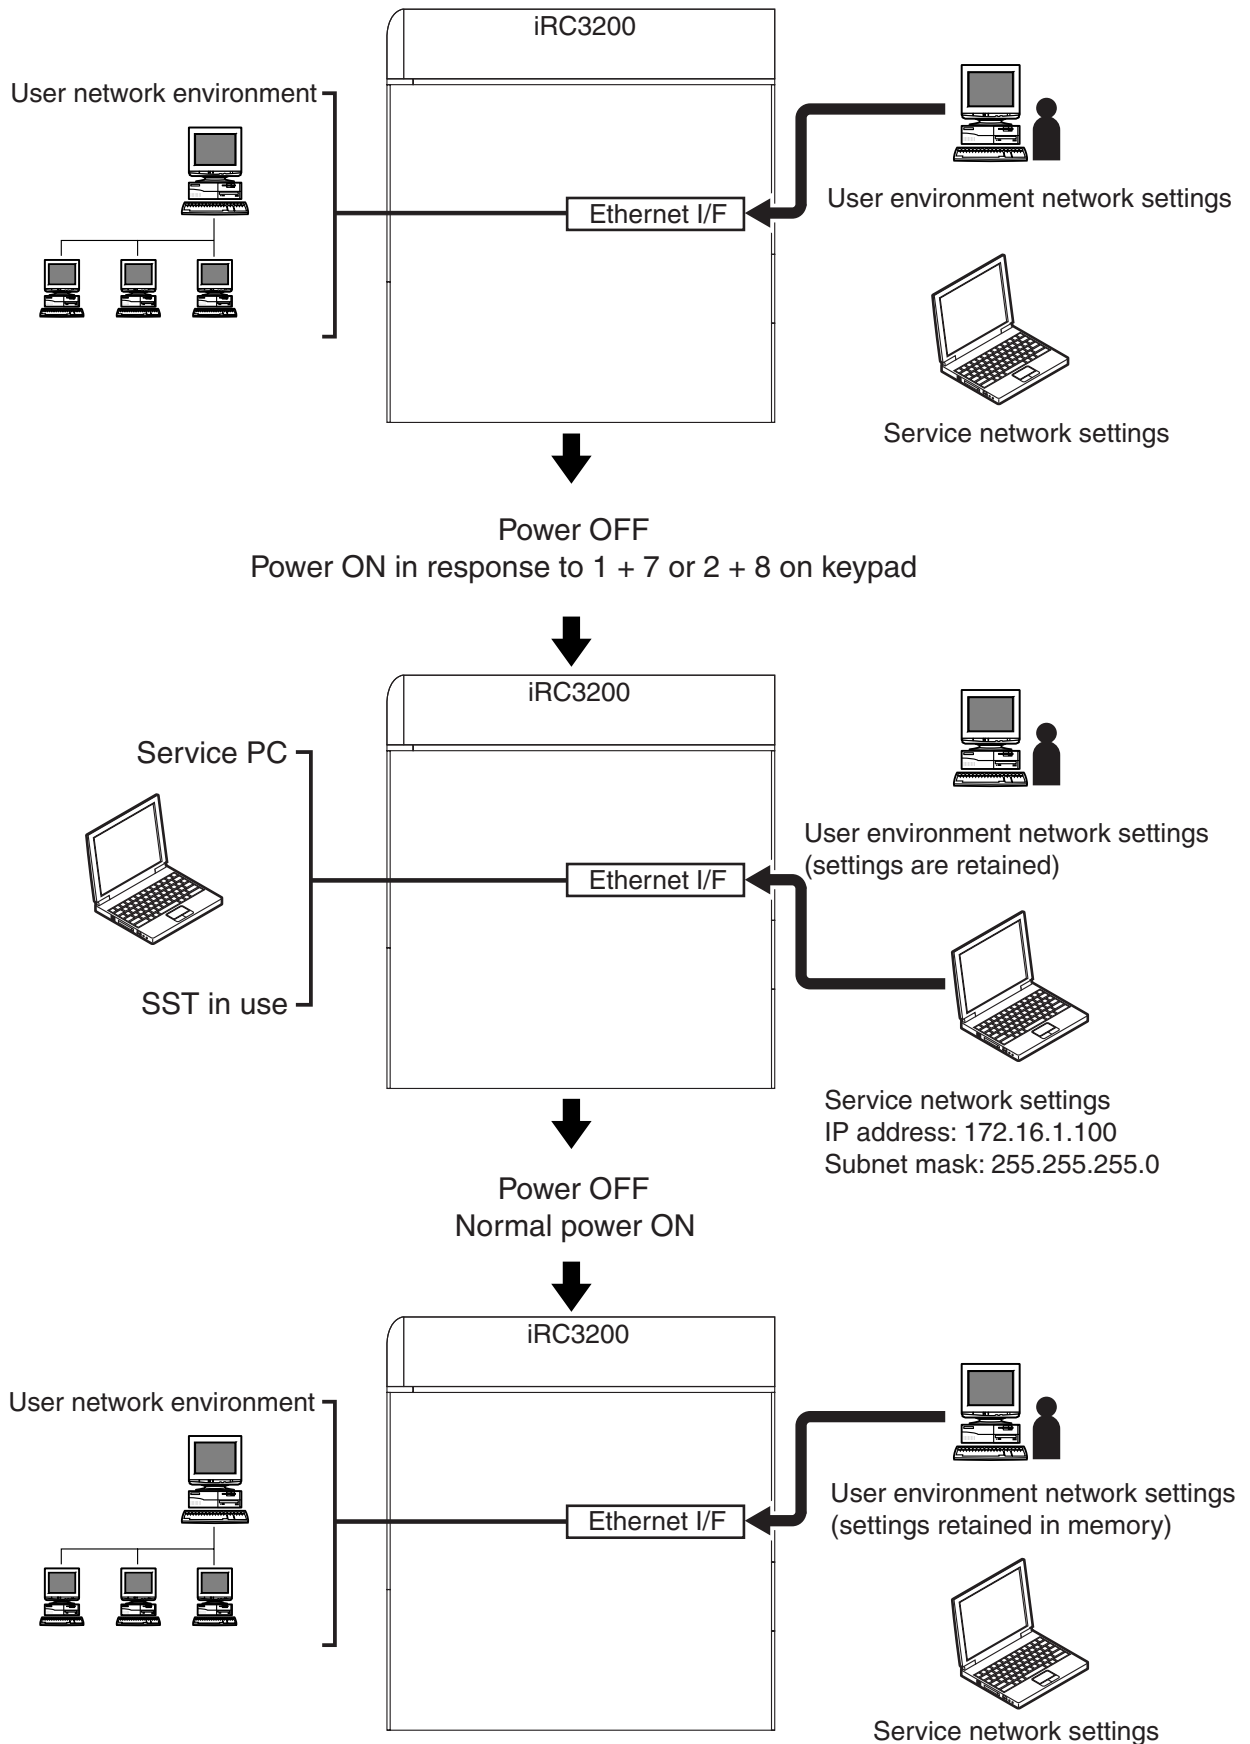 iRC3200
User network environment
Ethernet I/F
User environment network settings
Service network settings
Power OFF
Power ON in response to 1 + 7 or 2 + 8 on keypad
iRC3200
Service PC
User environment network settings
(settings are retained)
Ethernet I/F
SST in use
Service network settings
IP address: 172.16.1.100
Subnet mask: 255.255.255.0
Power OFF
Normal power ON
iRC3200
User network environment
User environment network settings
(settings retained in memory)
Ethernet I/F
Service network settings